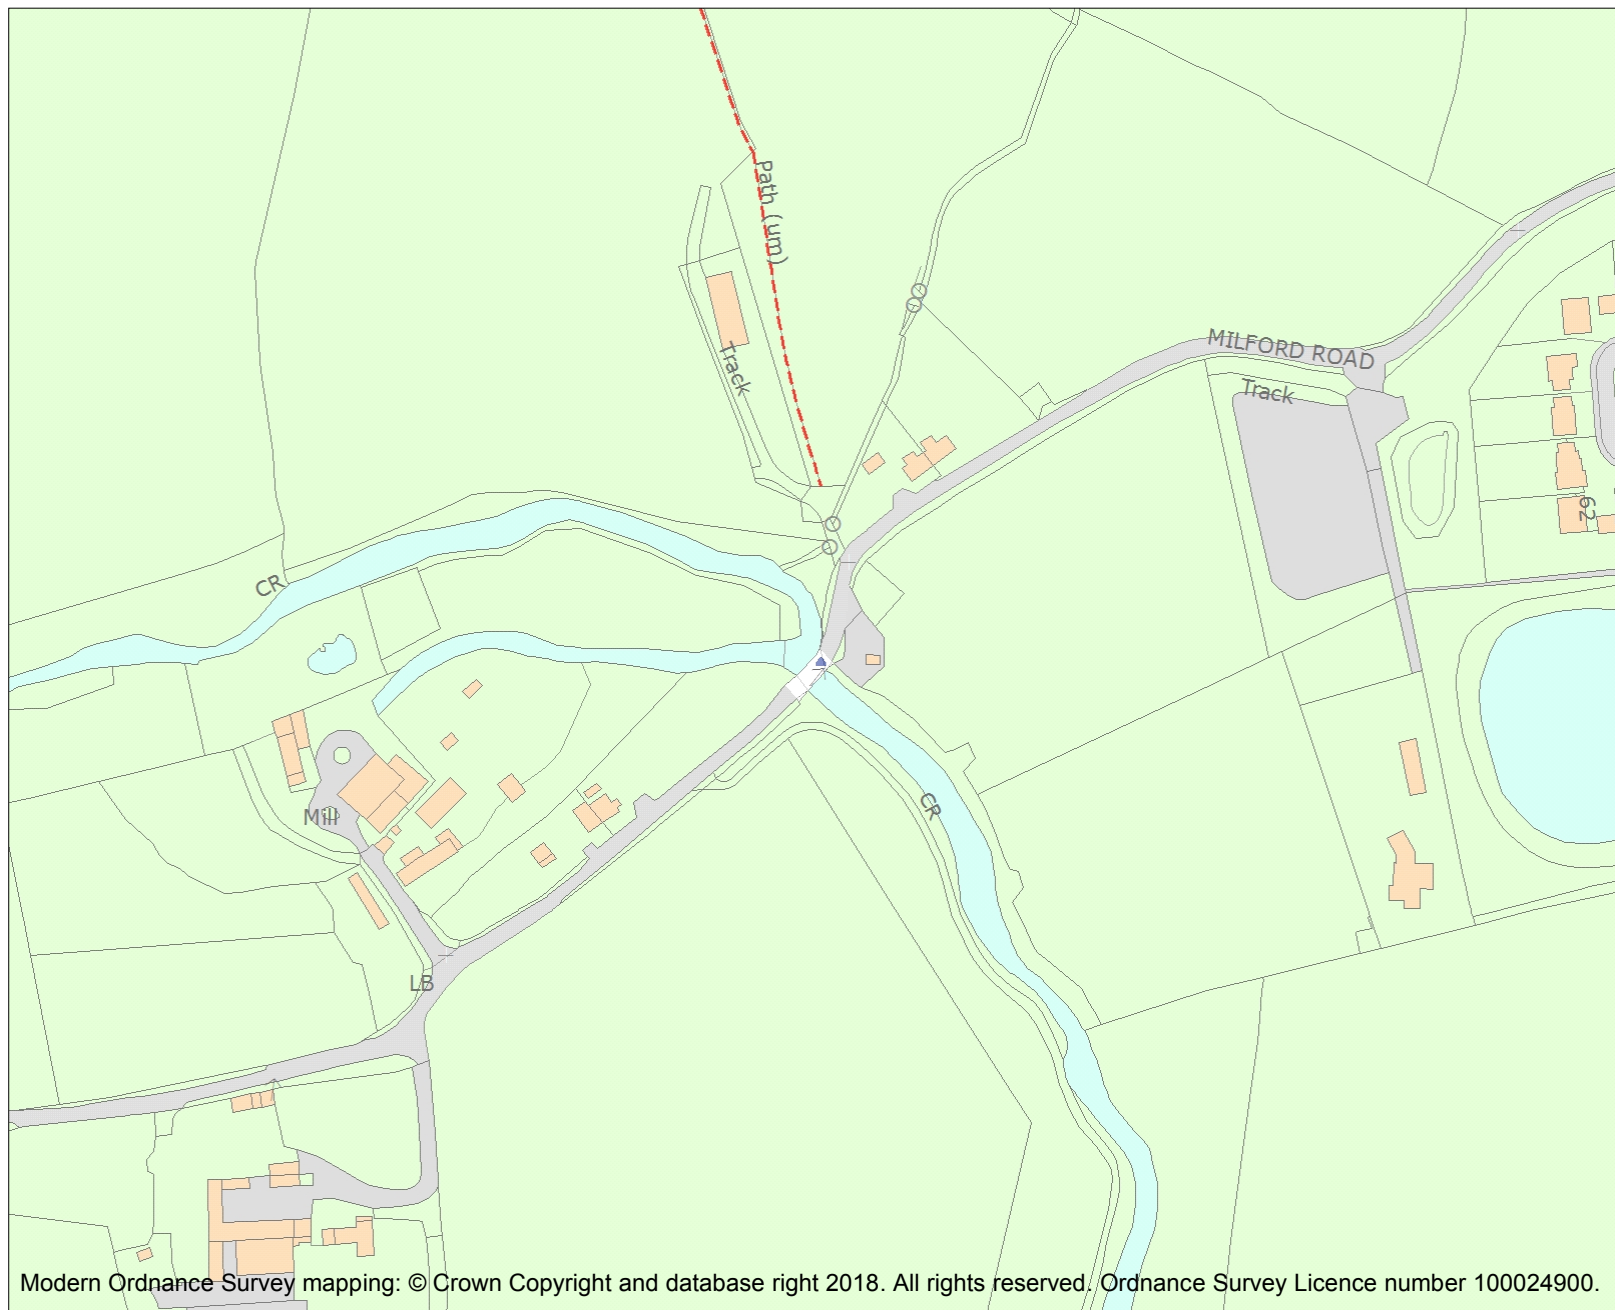 Path (um)
Track
MILFORD ROAD
Track
62
CR
CR
Mill
LB
Modern Ordnance Survey mapping: © Crown Copyright and database right 2018. All rights reserved. Ordnance Survey Licence number 100024900.